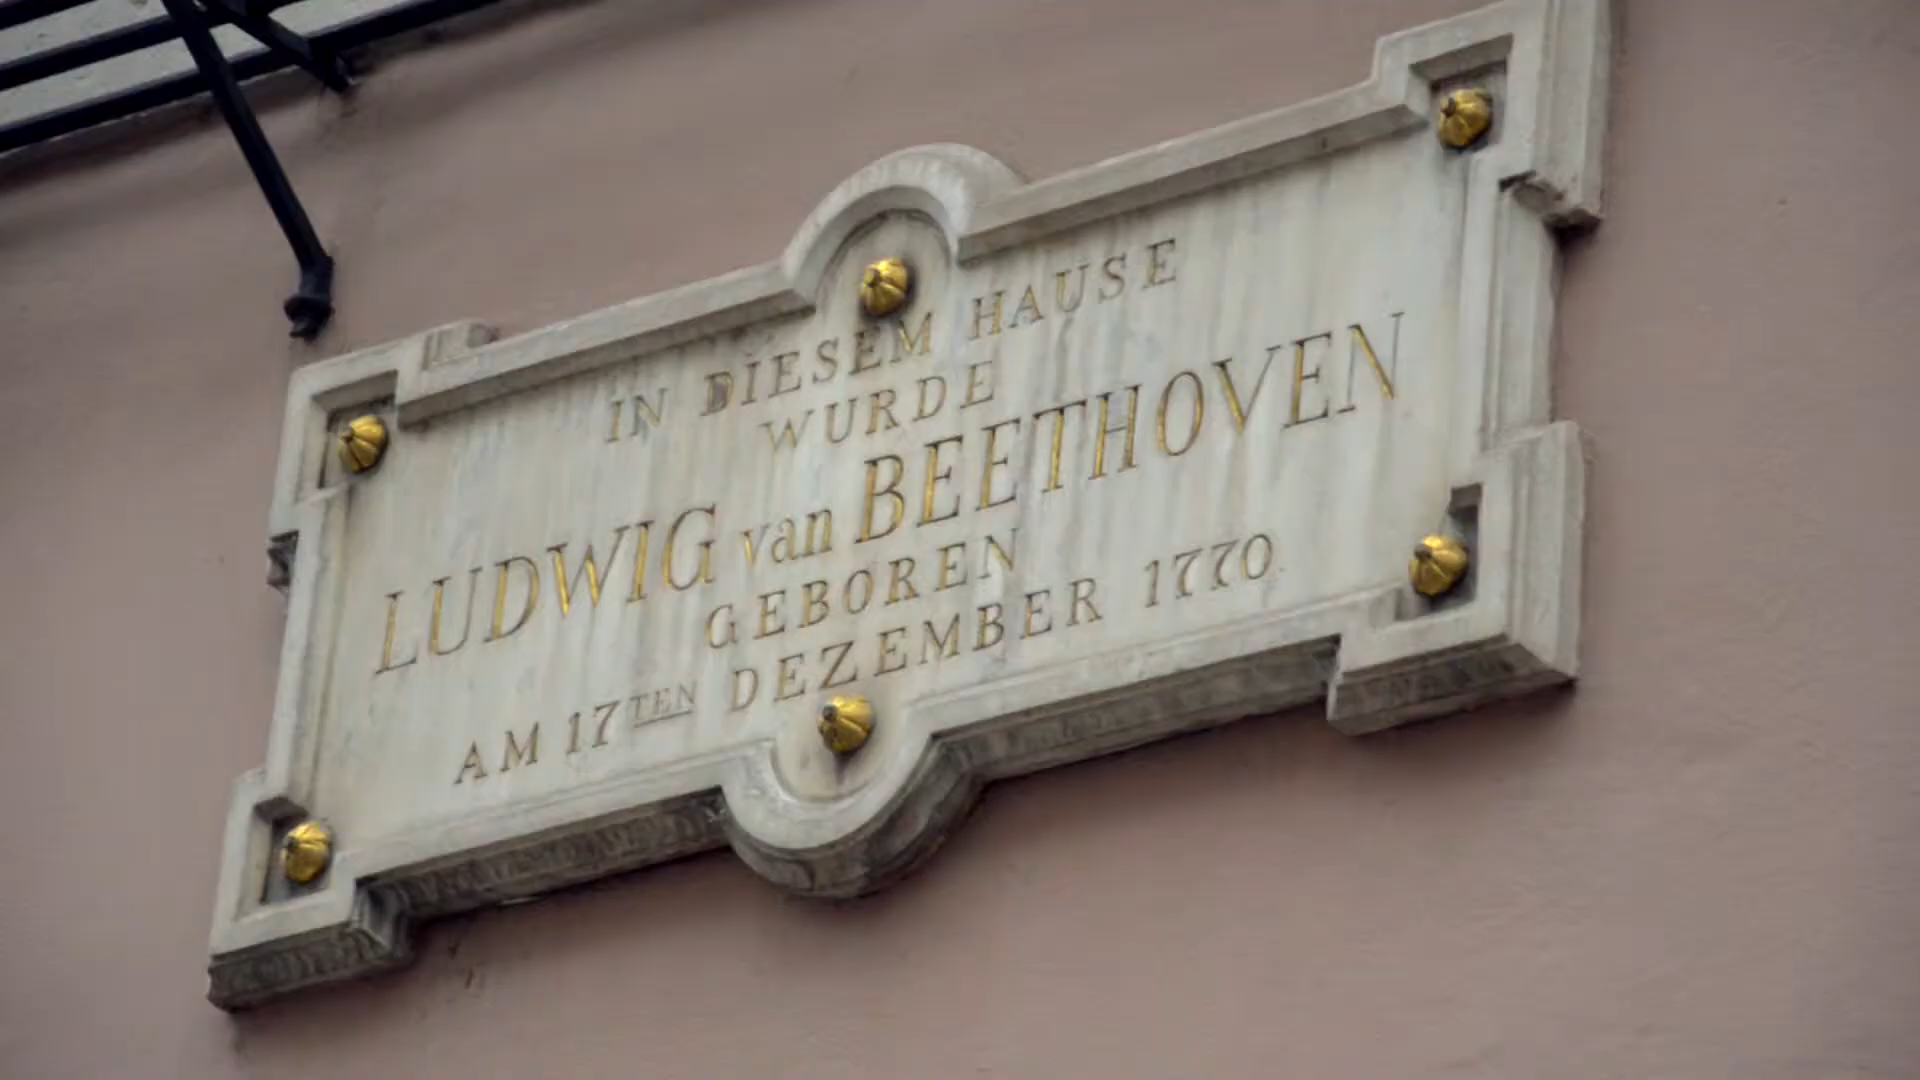 IN DIESEM HAUSE
WURDE
LUDWIG van BEETHOVEN
GEBOREN
AM 17TEN DEZEMBER 1770.